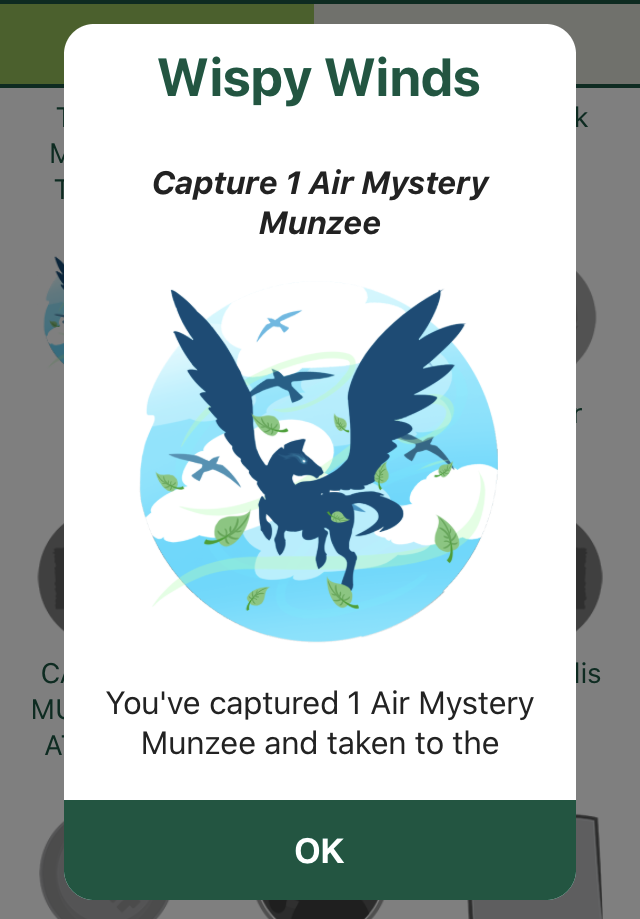 Wispy Winds
Capture 1 Air Mystery
Munzee
You've captured 1 Air Mystery
Munzee and taken to the
OK